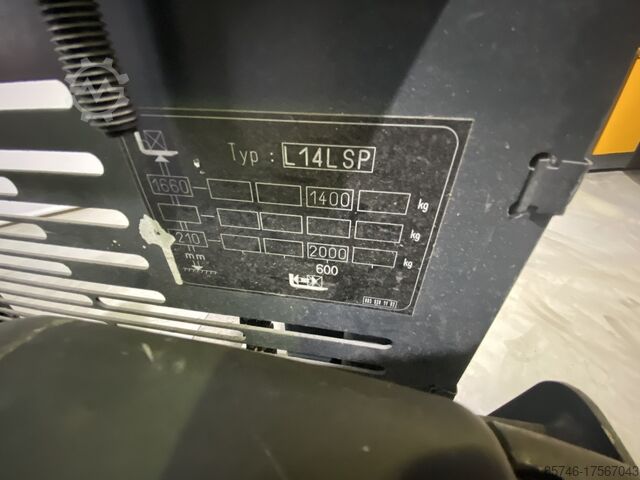 Typ : L14LSP
1660 1400 kg
kg
210 2000 kg
mm 600
85746-17567043